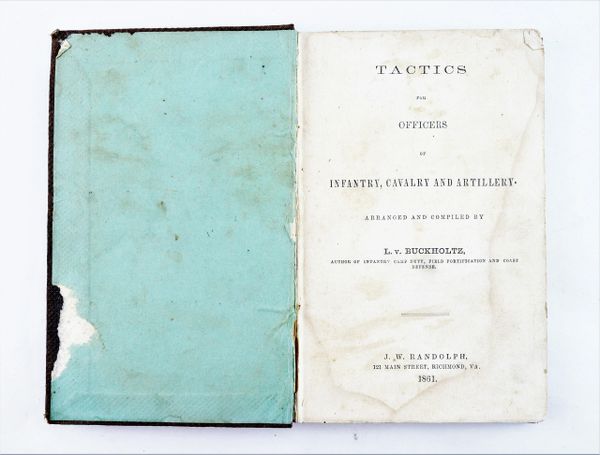 TACTICS
FOR
OFFICERS
OF
INFANTRY, CAVALRY AND ARTILLERY.
ARRANGED AND COMPILED BY
L. v. BUCKHOLTZ,
AUTHOR OF INFANTRY CAMP DUTY, FIELD FORTIFICATION AND COAST
DEFENSE.
J. W. RANDOLPH,
121 MAIN STREET, RICHMOND, VA.
1861.